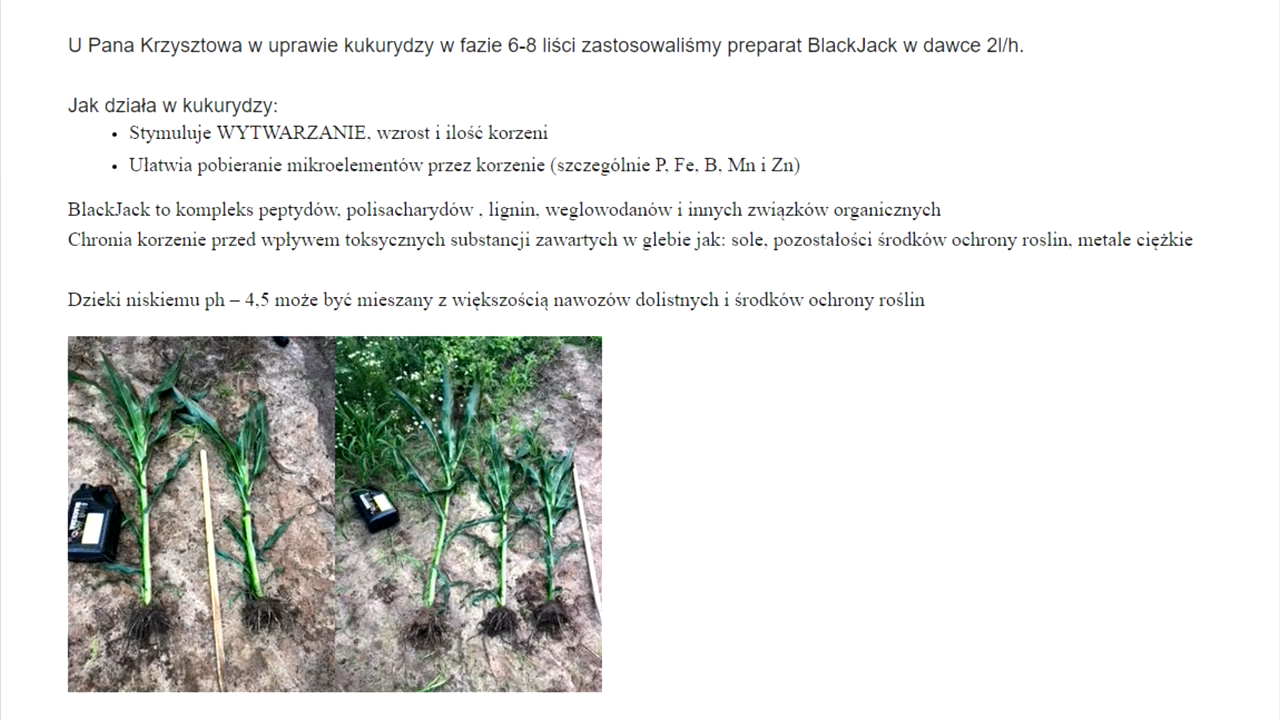 U Pana Krzysztowa w uprawie kukurydzy w fazie 6-8 liści zastosowaliśmy preparat BlackJack w dawce 2l/h.
Jak działa w kukurydzy:
• Stymuluje WYTWARZANIE, wzrost i ilość korzeni
• Ułatwia pobieranie mikroelementów przez korzenie (szczególnie P, Fe, B, Mn i Zn)
BlackJack to kompleks peptydów, polisacharydów , lignin, weglowodanów i innych związków organicznych
Chronia korzenie przed wpływem toksycznych substancji zawartych w glebie jak: sole, pozostałości środków ochrony roslin, metale ciężkie
Dzieki niskiemu ph – 4,5 może być mieszany z większością nawozów dolistnych i środków ochrony roślin